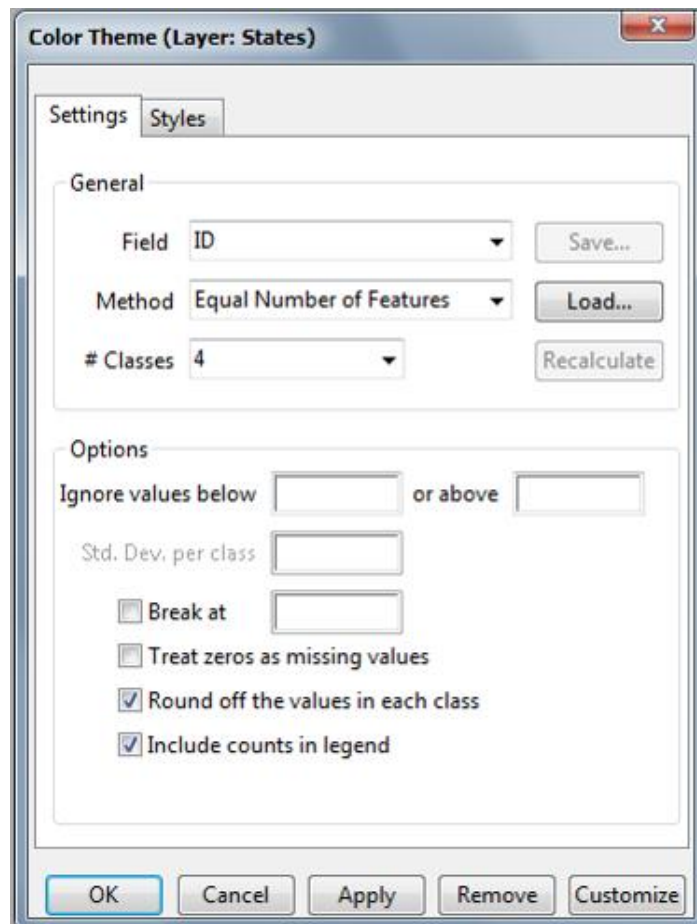 Color Theme (Layer: States)
Settings Styles
General
Field ID Save...
Method Equal Number of Features Load...
# Classes 4 Recalculate
Options
Ignore values below or above
Std. Dev. per class
Break at
Treat zeros as missing values
Round off the values in each class
Include counts in legend
OK Cancel Apply Remove Customize